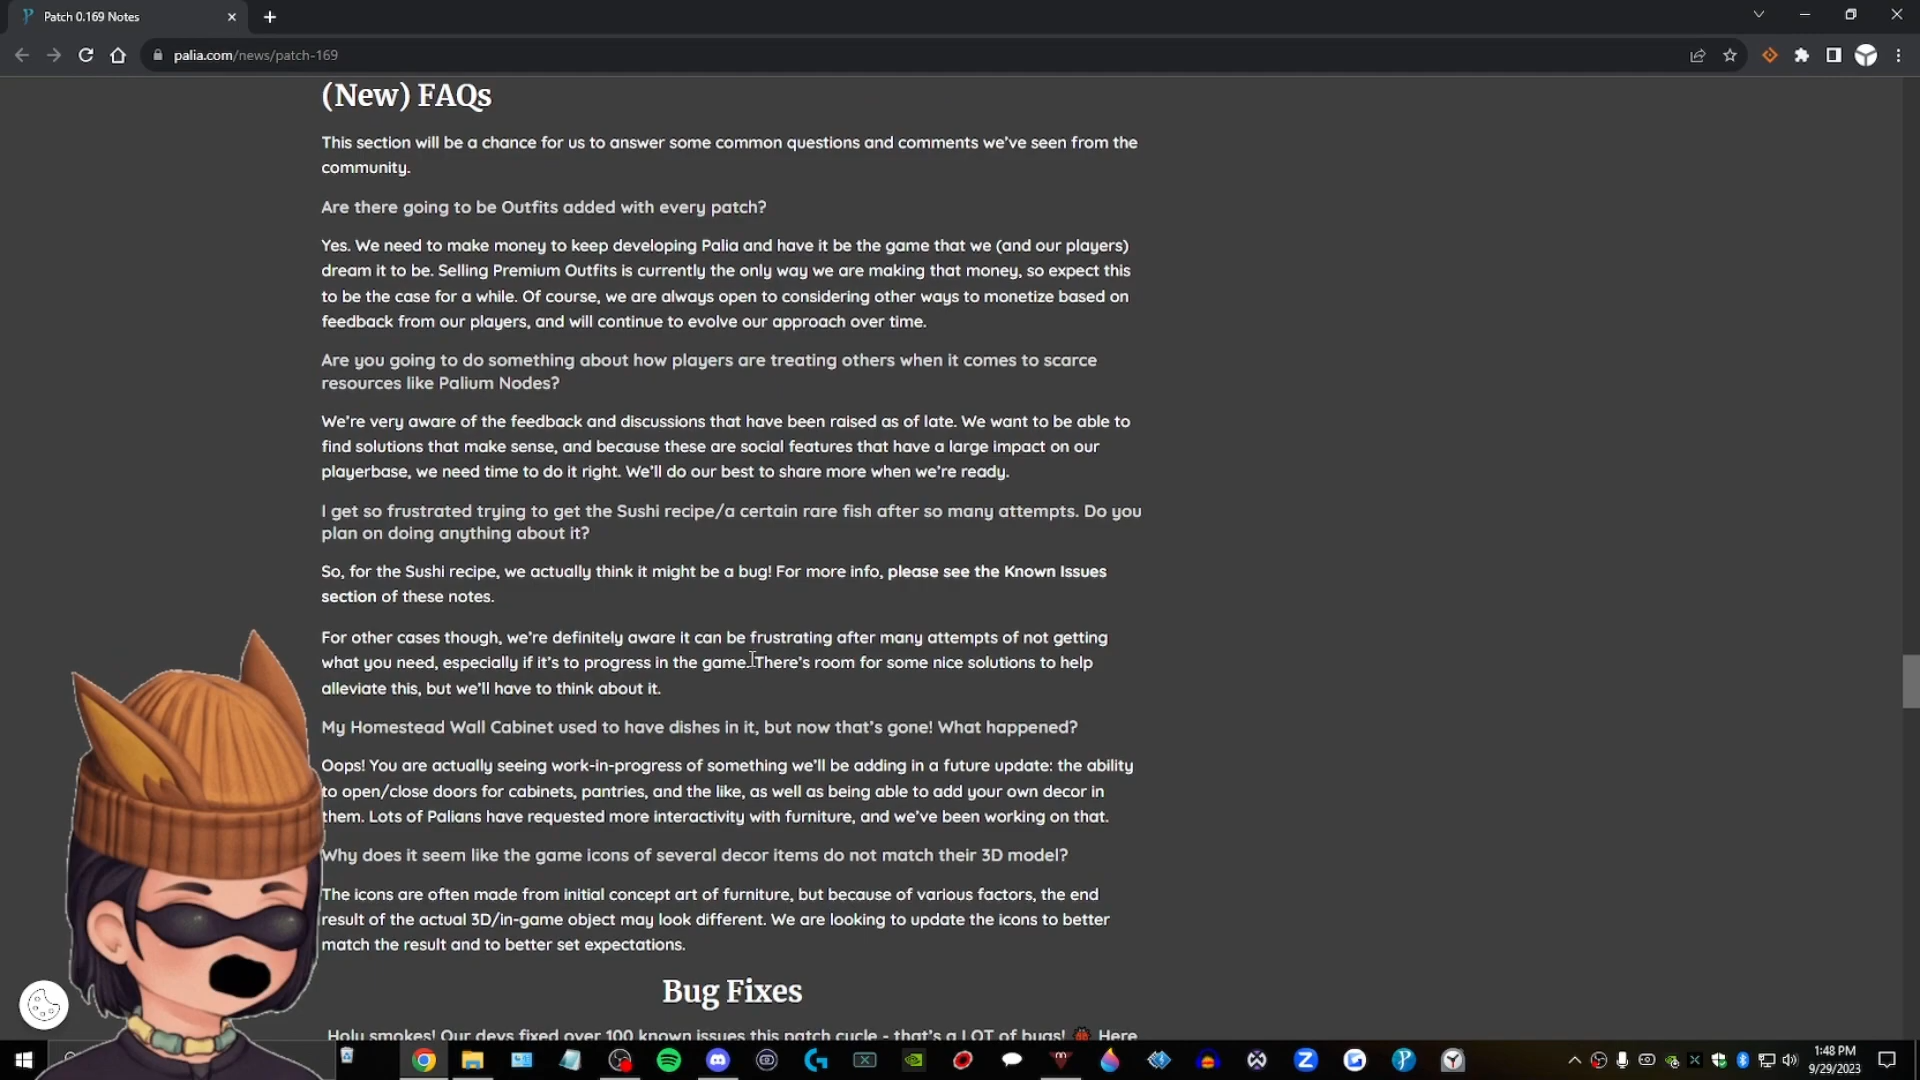 Patch 0.169 Notes
palia.com/news/patch-169
(New) FAQs
This section will be a chance for us to answer some common questions and comments we've seen from the
community.
Are there going to be Outfits added with every patch?
Yes. We need to make money to keep developing Palia and have it be the game that we (and our players)
dream it to be. Selling Premium Outfits is currently the only way we are making that money, so expect this
to be the case for a while. Of course, we are always open to considering other ways to monetize based on
feedback from our players, and will continue to evolve our approach over time.
Are you going to do something about how players are treating others when it comes to scarce
resources like Palium Nodes?
We're very aware of the feedback and discussions that have been raised as of late. We want to be able to
find solutions that make sense, and because these are social features that have a large impact on our
playerbase, we need time to do it right. We'll do our best to share more when we're ready.
I get so frustrated trying to get the Sushi recipe/a certain rare fish after so many attempts. Do you
plan on doing anything about it?
So, for the Sushi recipe, we actually think it might be a bug! For more info, please see the Known Issues
section of these notes.
For other cases though, we're definitely aware it can be frustrating after many attempts of not getting
what you need, especially if it's to progress in the game. There's room for some nice solutions to help
alleviate this, but we'll have to think about it.
My Homestead Wall Cabinet used to have dishes in it, but now that's gone! What happened?
Oops! You are actually seeing work-in-progress of something we'll be adding in a future update: the ability
to open/close doors for cabinets, pantries, and the like, as well as being able to add your own decor in
them. Lots of Palians have requested more interactivity with furniture, and we've been working on that.
Why does it seem like the game icons of several decor items do not match their 3D model?
The icons are often made from initial concept art of furniture, but because of various factors, the end
result of the actual 3D/in-game object may look different. We are looking to update the icons to better
match the result and to better set expectations.
Bug Fixes
Holy smokes! Our devs fixed over 100 known issues this patch cycle - that's a LOT of bugs! 🐞 Here
1:48 PM
9/29/2023